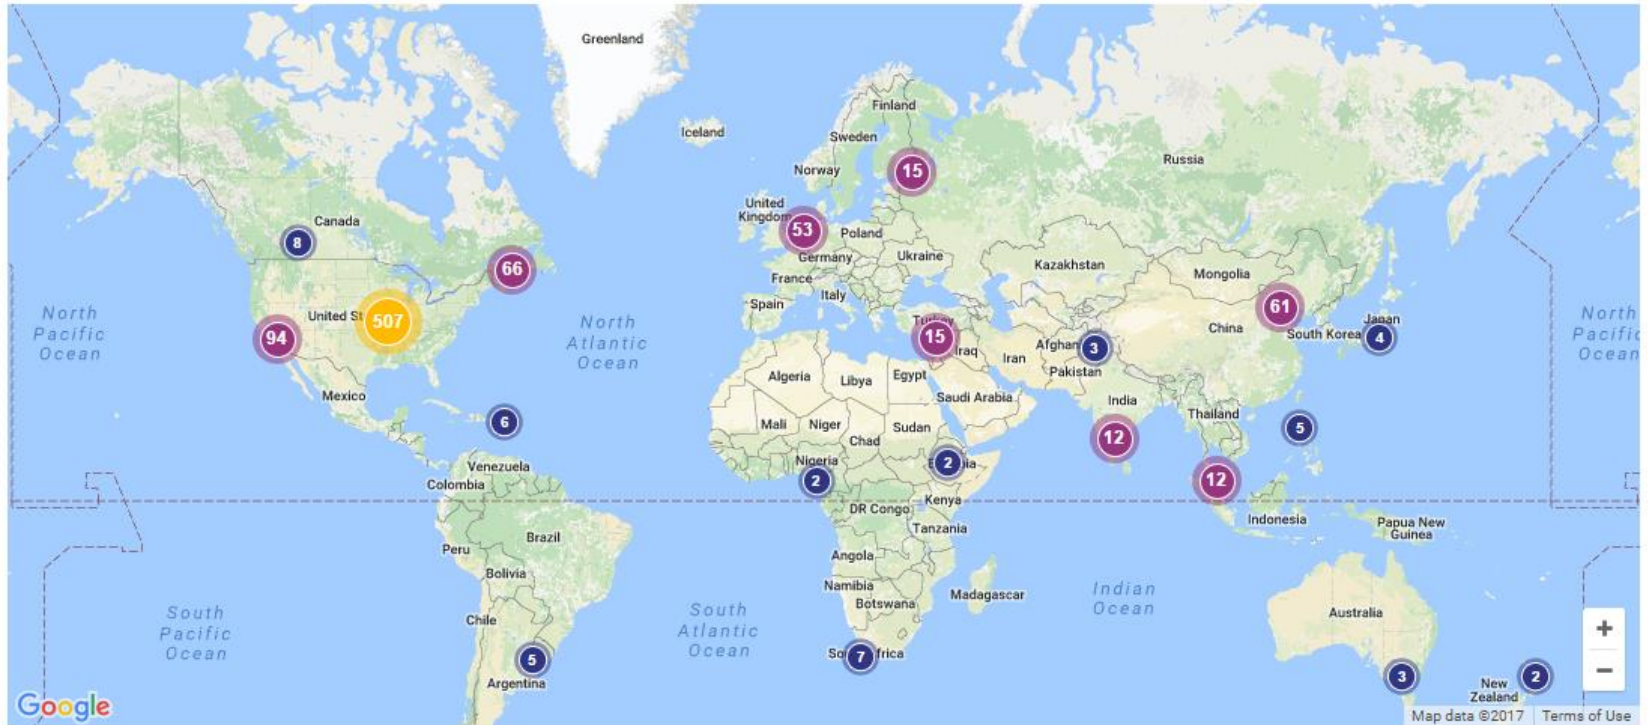 Greenland
Finland
Iceland
Sweden
Russia
15
Norway
United
Kingdom
53
Poland
Canada
8
Ukraine
Germany
Kazakhstan
66
Mongolia
France
Italy
Spain
North
Pacific
Ocean
United St
507
94
North
Atlantic
Ocean
Turkey
15
Iraq
Iran
Afghan
3
Pakistan
61
China
South Korea
Japan
4
North
Pacific
Ocean
Algeria
Libya
Egypt
Saudi Arabia
Mexico
India
Thailand
6
Mali
Niger
Sudan
Chad
12
5
Venezuela
Nigeria
2
2
Colombia
12
Kenya
DR Congo
Indonesia
Papua New
Guinea
Brazil
Tanzania
Peru
Angola
Bolivia
Namibia
Madagascar
Botswana
Indian
Ocean
South
Pacific
Ocean
Chile
South
Atlantic
Ocean
Australia
+
5
7
−
Argentina
3
2
New
Zealand
Google
Map data ©2017
Terms of Use